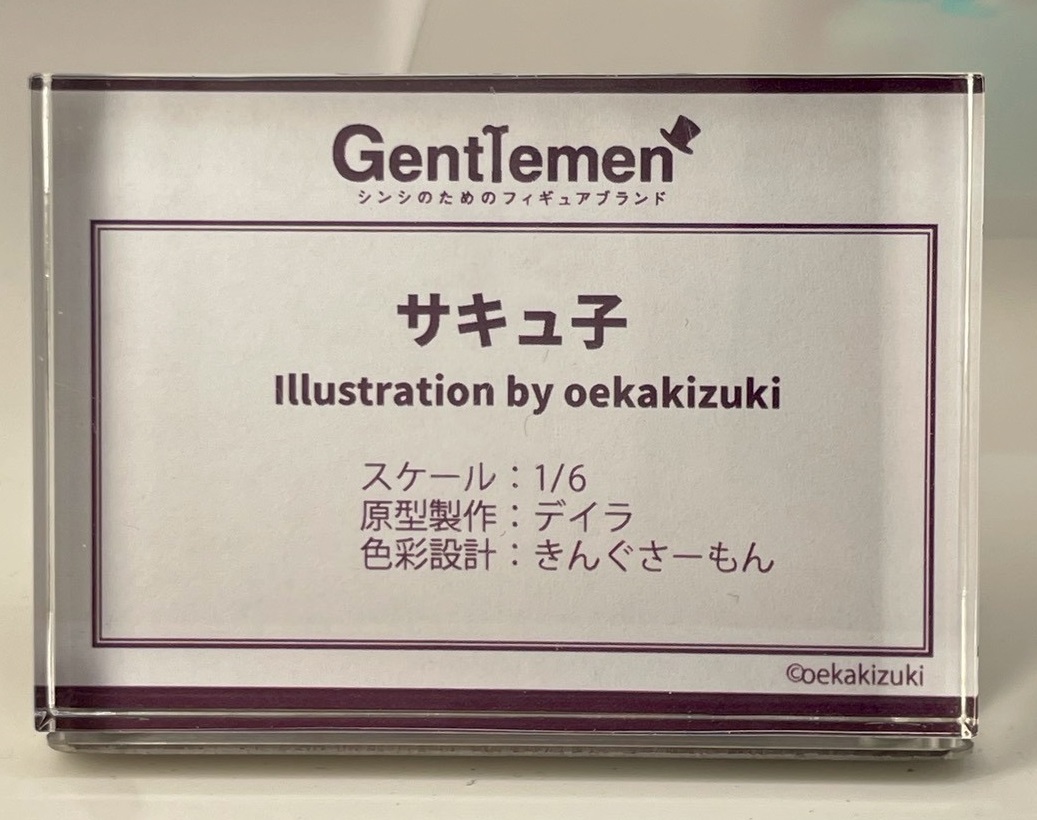 Gentlemen
シンシのためのフィギュアブランド
サキュ子
Illustration by oekakizuki
スケール：1/6
原型製作：デイラ
色彩設計：きんぐさーもん
©oekakizuki